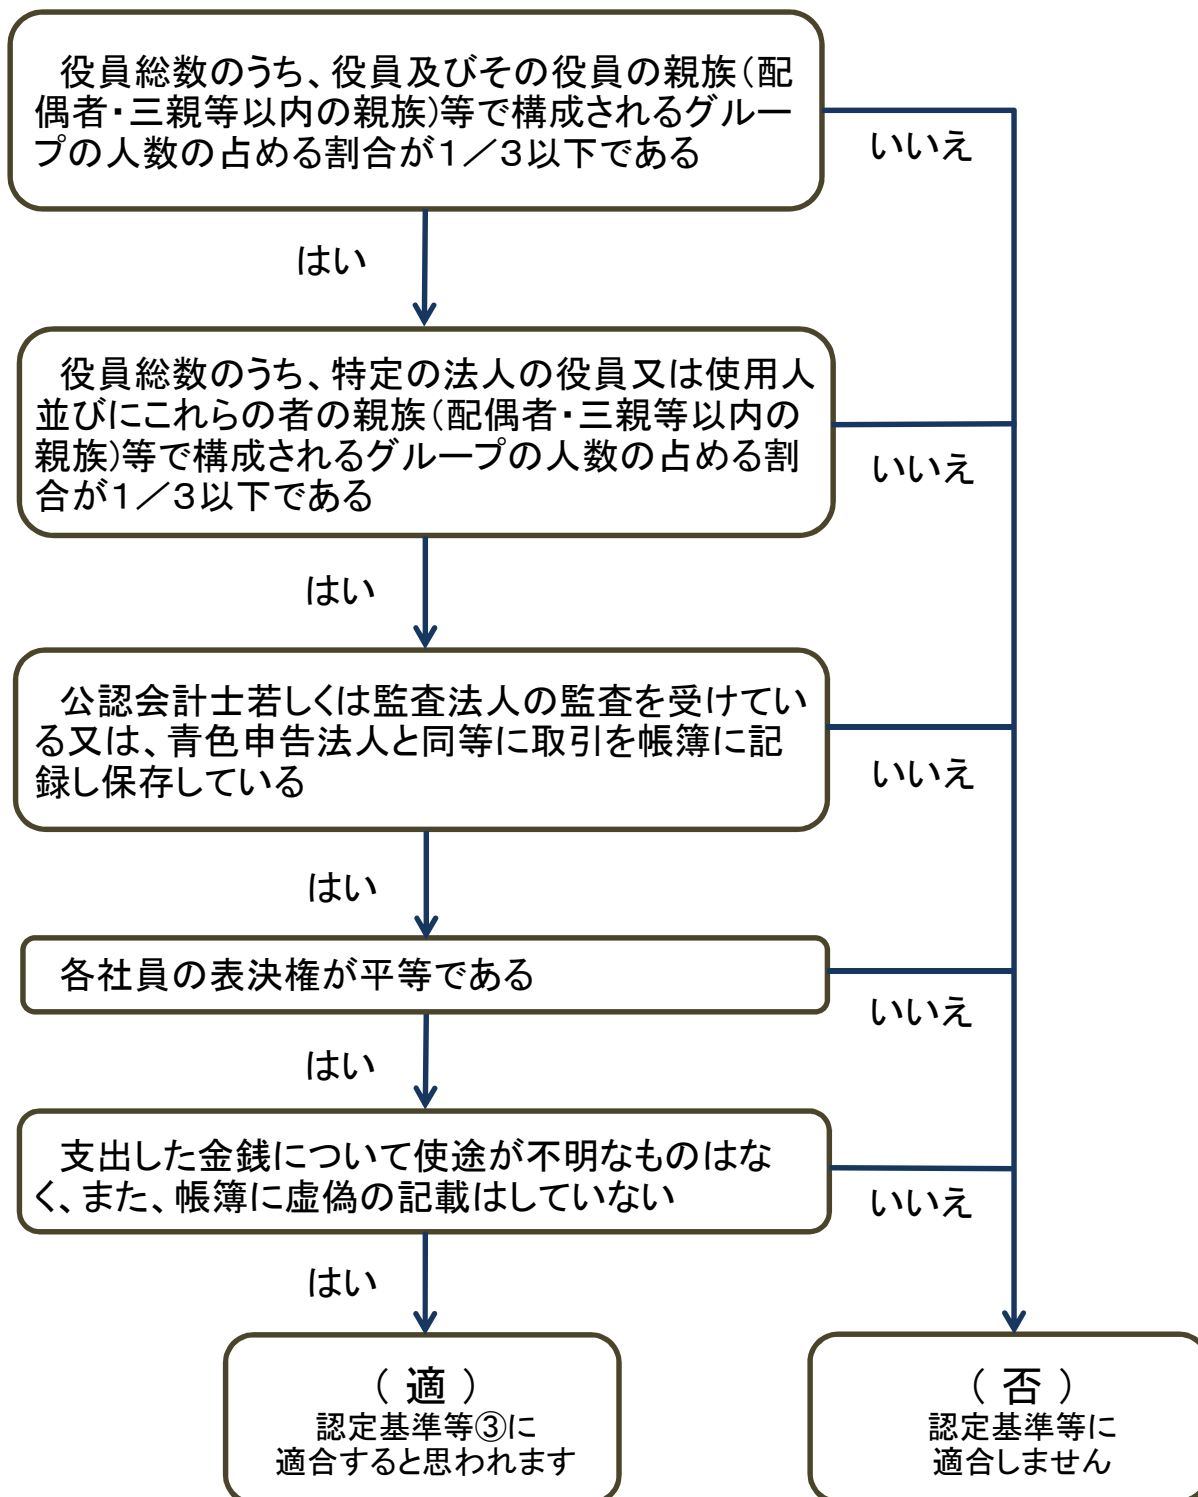 役員総数のうち、役員及びその役員の親族(配
偶者・三親等以内の親族)等で構成されるグルー
プの人数の占める割合が1/3以下である
いいえ
はい
役員総数のうち、特定の法人の役員又は使用人
並びにこれらの者の親族(配偶者・三親等以内の
親族)等で構成されるグループの人数の占める割
合が1/3以下である
いいえ
はい
公認会計士若しくは監査法人の監査を受けてい
る又は、青色申告法人と同等に取引を帳簿に記
録し保存している
いいえ
はい
各社員の表決権が平等である
いいえ
はい
支出した金銭について使途が不明なものはな
く、また、帳簿に虚偽の記載はしていない
いいえ
はい
(適)
認定基準等③に
適合すると思われます
(否)
認定基準等に
適合しません